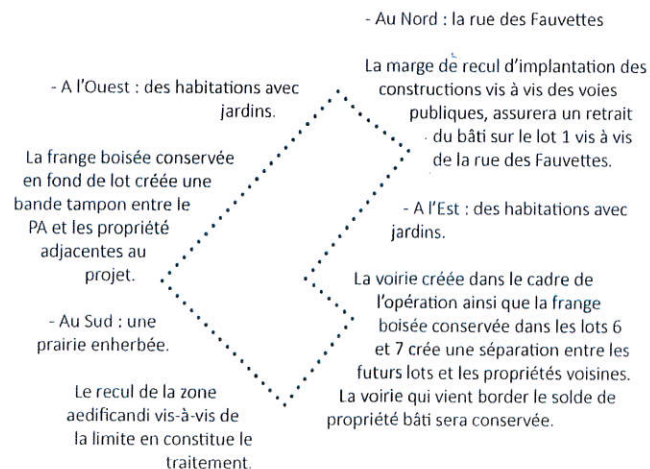 - Au Nord : la rue des Fauvettes
La marge de recul d'implantation des
constructions vis à vis des voies
publiques, assurera un retrait
du bâti sur le lot 1 vis à vis
de la rue des Fauvettes.
- A l'Ouest : des habitations avec
jardins.
La frange boisée conservée
en fond de lot créée une
bande tampon entre le
PA et les propriété
adjacentes au
projet.
- A l'Est : des habitations avec
jardins.
La voirie créée dans le cadre de
l'opération ainsi que la frange
boisée conservée dans les lots 6
et 7 crée une séparation entre les
futurs lots et les propriétés voisines.
La voirie qui vient border le solde de
propriété bâti sera conservée.
- Au Sud : une
prairie enherbée.
Le recul de la zone
aedificandi vis-à-vis de
la limite en constitue le
traitement.